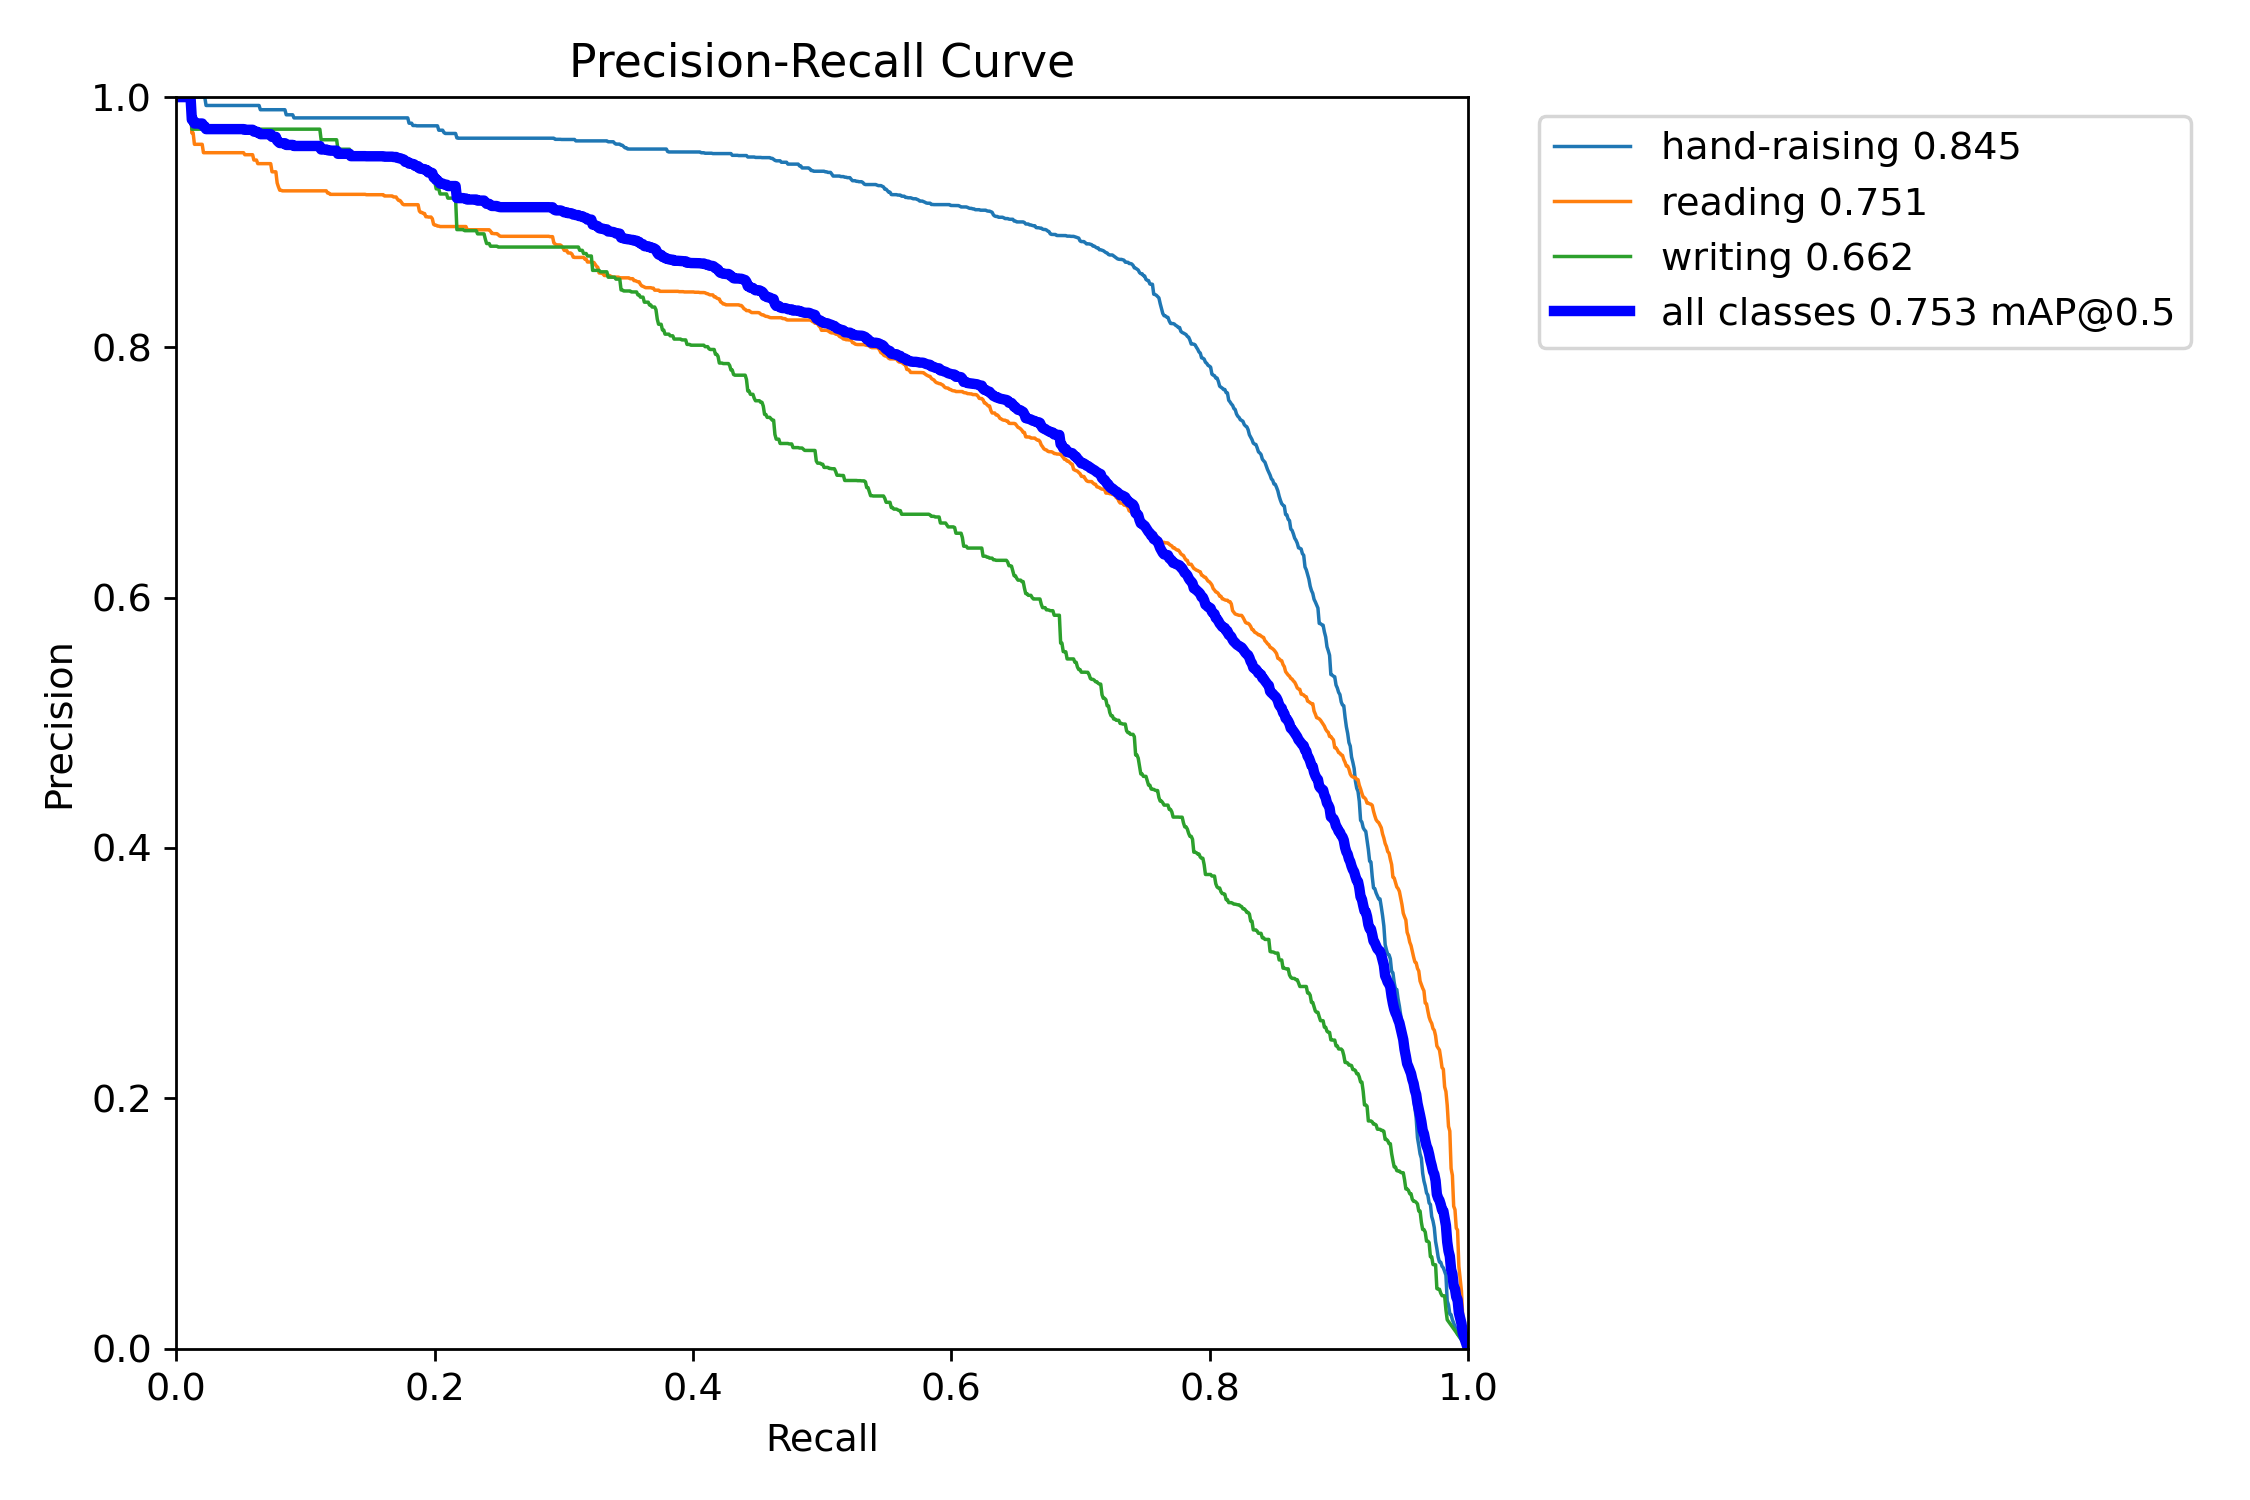 Precision-Recall Curve
1.0
0.8
0.6
0.4
0.2
0.0
Precision
0.0 0.2 0.4 0.6 0.8 1.0
Recall
hand-raising 0.845
reading 0.751
writing 0.662
all classes 0.753 mAP@0.5